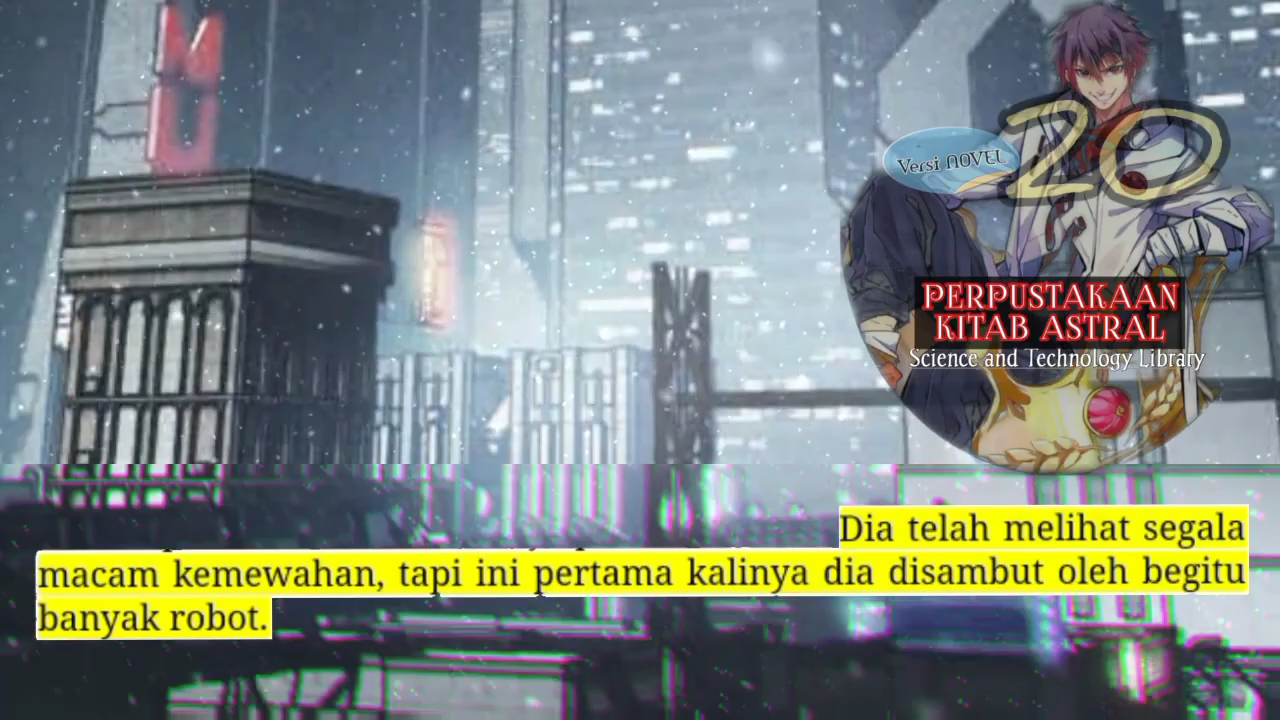 MU
Versi NOVEL
20
PERPUSTAKAAN
KITAB ASTRAL
Science and Technology Library
Dia telah melihat segala
macam kemewahan, tapi ini pertama kalinya dia disambut oleh begitu
banyak robot.